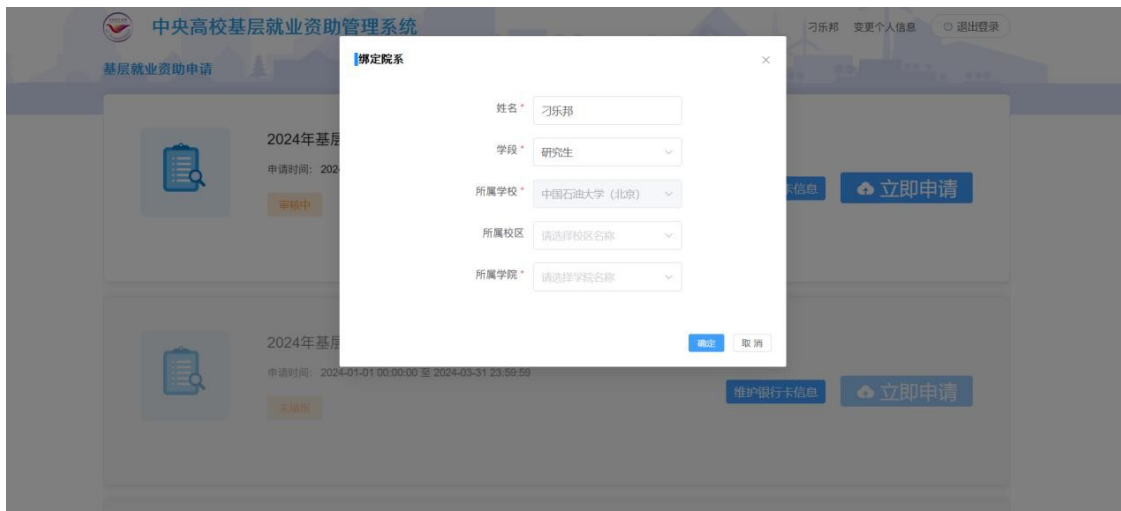 中央高校基层就业资助管理系统
刁乐邦 变更个人信息 退出登录
基层就业资助申请
绑定院系
姓名* 刁乐邦
学段* 研究生
所属学校* 中国石油大学（北京）
所属校区 请选择校区名称
所属学院* 请选择学院名称
确定 取消
2024年基层
申请时间：202
审核中
卡信息
立即申请
2024年基层
申请时间：2024-01-01 00:00:00 至 2024-03-31 23:59:59
未填报
维护银行卡信息
立即申请